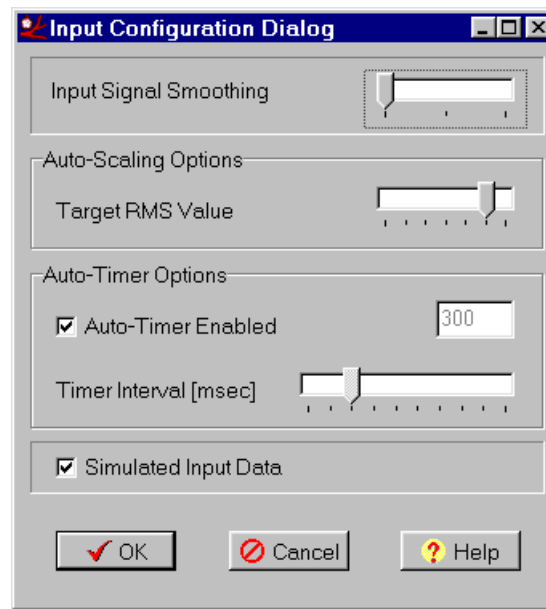 Input Configuration Dialog
Input Signal Smoothing
Auto-Scaling Options
Target RMS Value
Auto-Timer Options
Auto-Timer Enabled
300
Timer Interval [msec]
Simulated Input Data
OK
Cancel
? Help